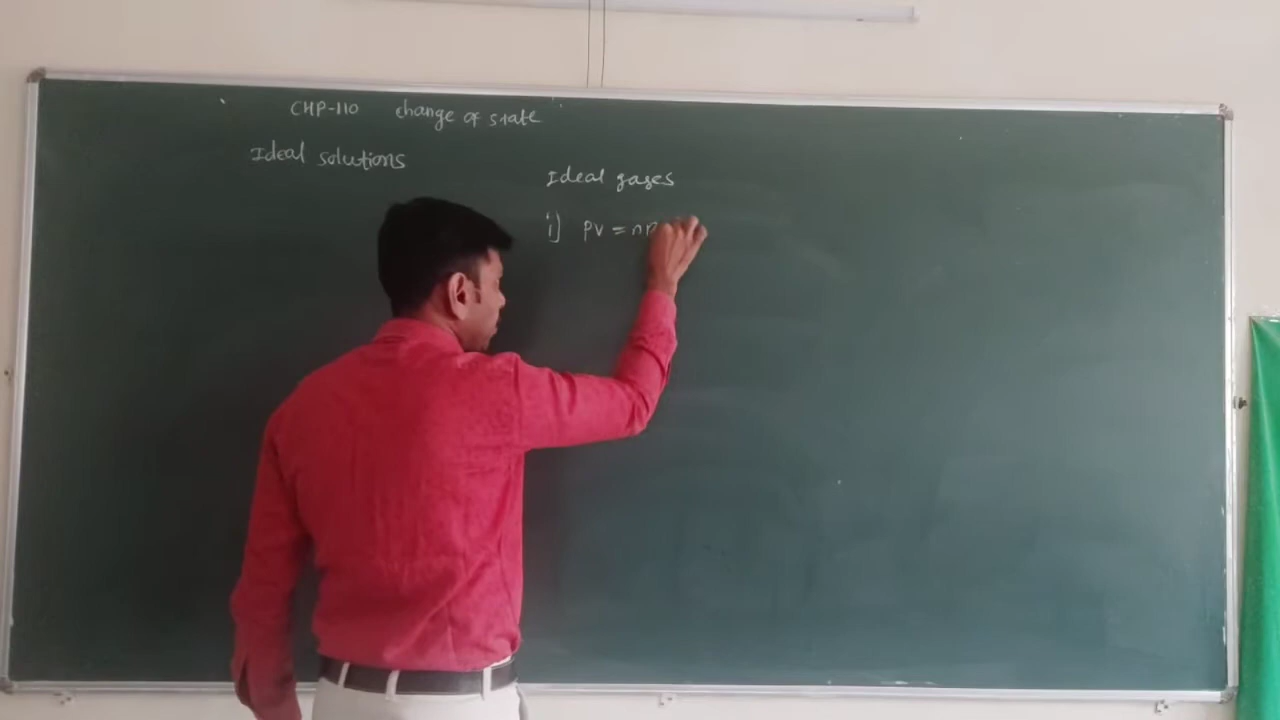 CHP-110 change of state
Ideal solutions
Ideal gases
i] PV = nR